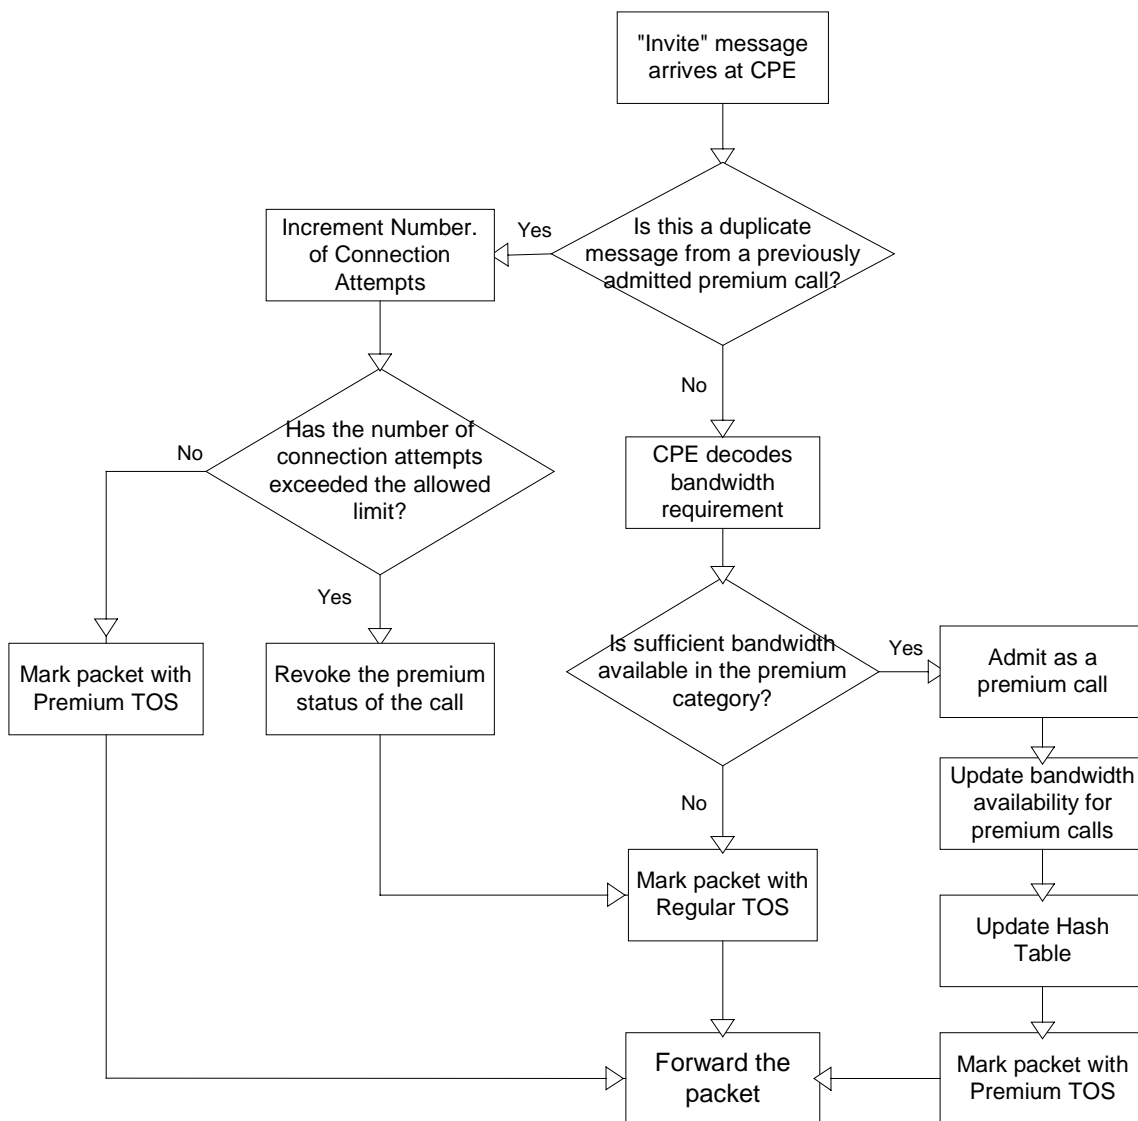 "Invite" message
arrives at CPE
Is this a duplicate
message from a previously
admitted premium call?
Yes
Increment Number.
of Connection
Attempts
No
Has the number of
connection attempts
exceeded the allowed
limit?
No
CPE decodes
bandwidth
requirement
Yes
Is sufficient bandwidth
available in the premium
category?
Yes
Admit as a
premium call
Mark packet with
Premium TOS
Revoke the premium
status of the call
Update bandwidth
availability for
premium calls
No
Mark packet with
Regular TOS
Update Hash
Table
Forward the
packet
Mark packet with
Premium TOS